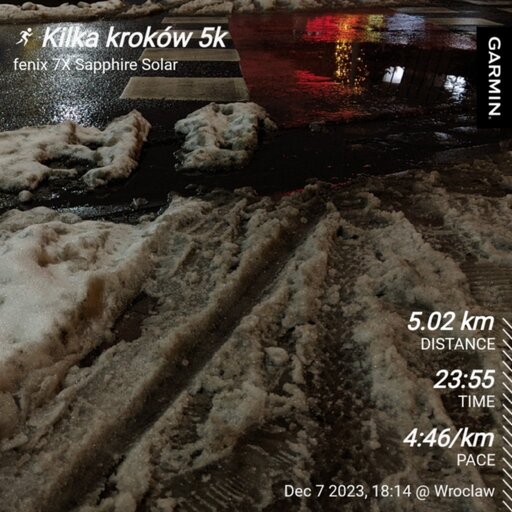 Kilka kroków 5k
fenix 7X Sapphire Solar
GARMIN.
5.02 km
DISTANCE
23:55
TIME
4:46/km
PACE
Dec 7 2023, 18:14 @ Wroclaw